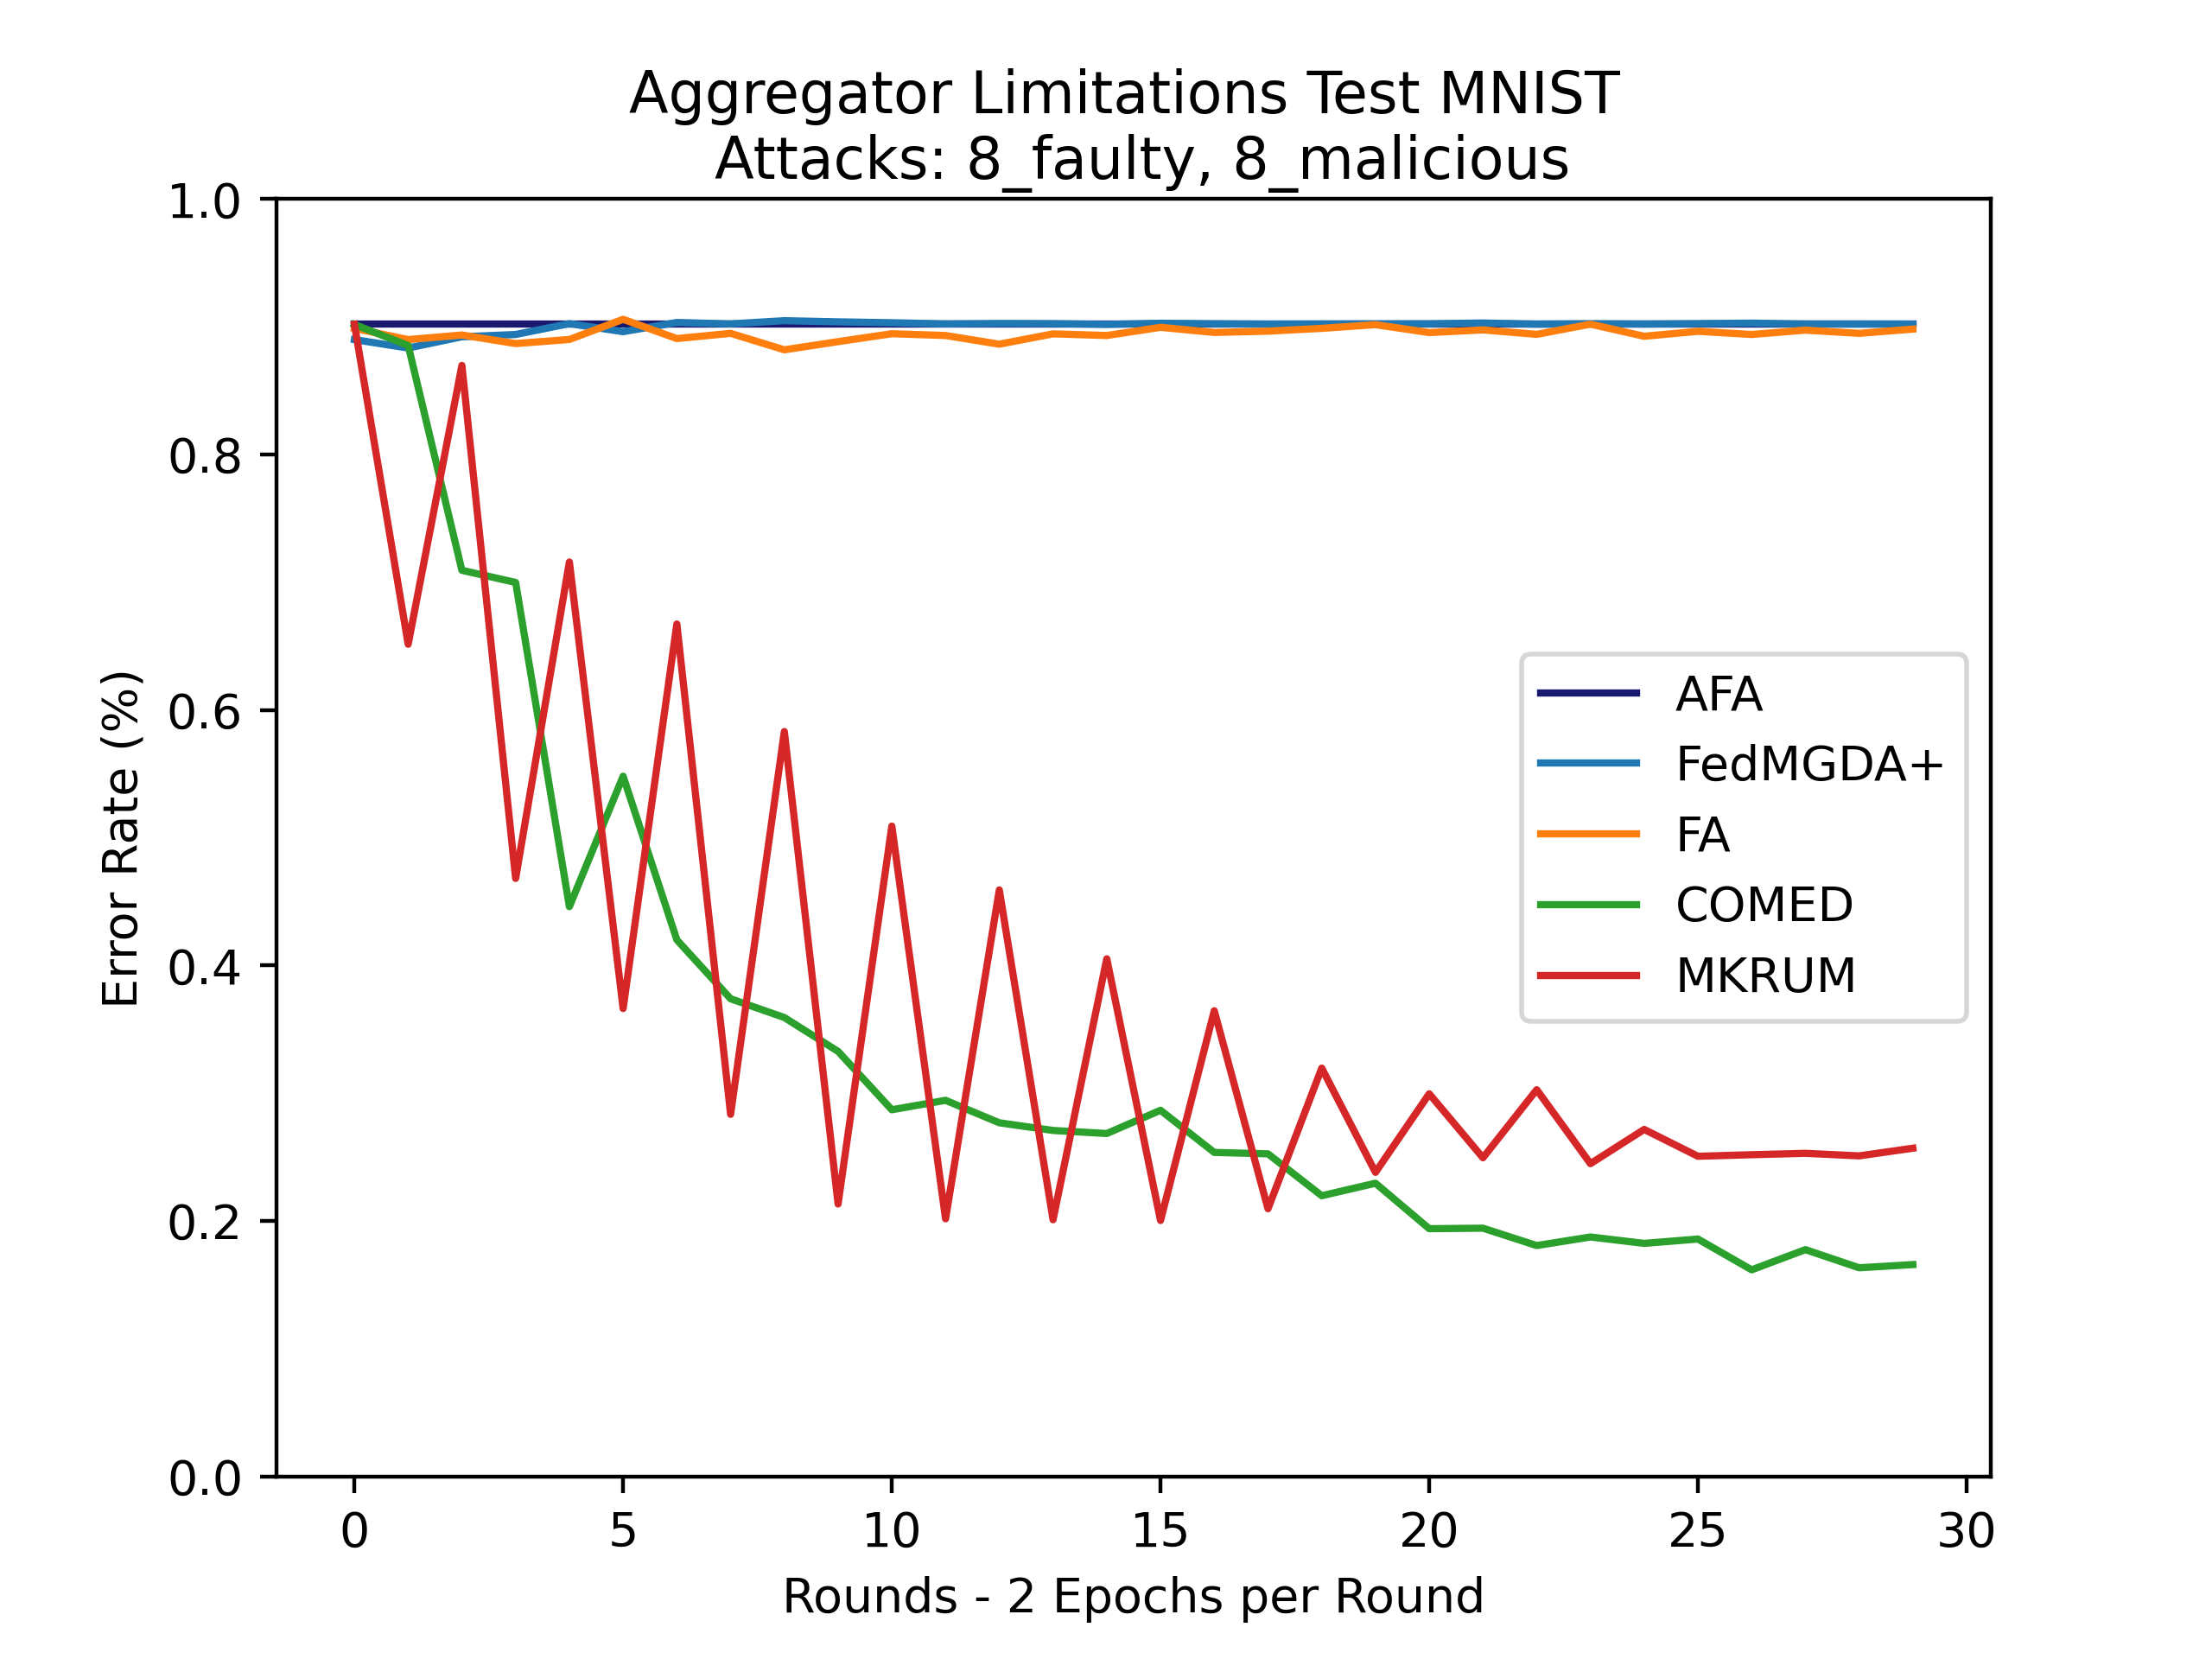 Aggregator Limitations Test MNIST
Attacks: 8_faulty, 8_malicious
1.0
0.8
0.6
0.4
0.2
0.0
Error Rate (%)
AFA
FedMGDA+
FA
COMED
MKRUM
0 5 10 15 20 25 30
Rounds - 2 Epochs per Round